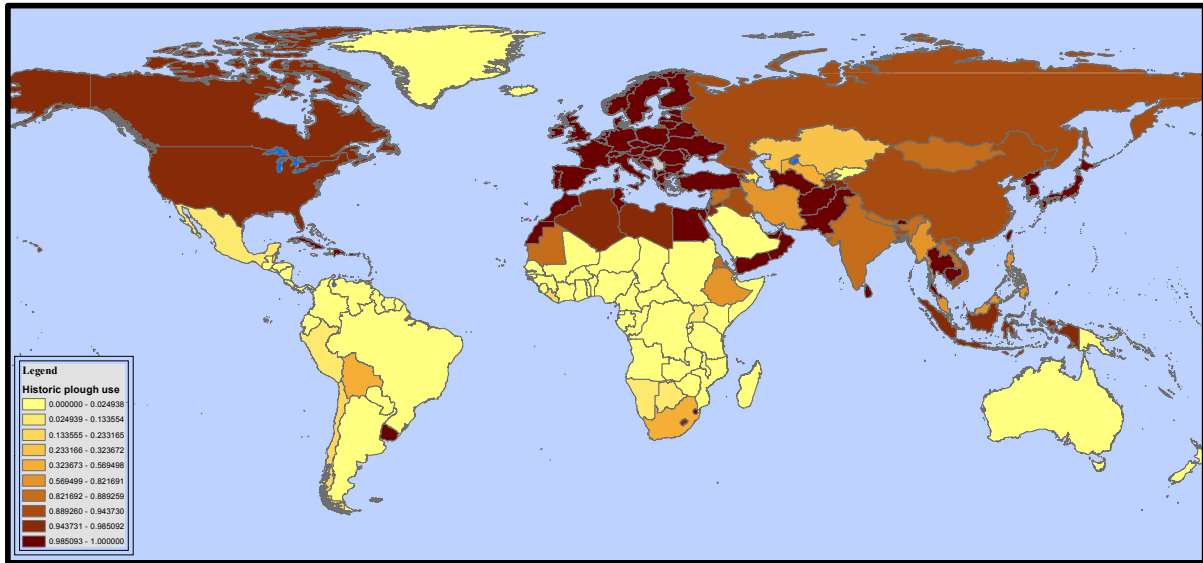 Legend
Historic plough use
0.000000 - 0.024938
0.024939 - 0.133554
0.133555 - 0.233165
0.233166 - 0.323672
0.323673 - 0.569498
0.569499 - 0.821691
0.821692 - 0.889259
0.889260 - 0.943730
0.943731 - 0.985092
0.985093 - 1.000000